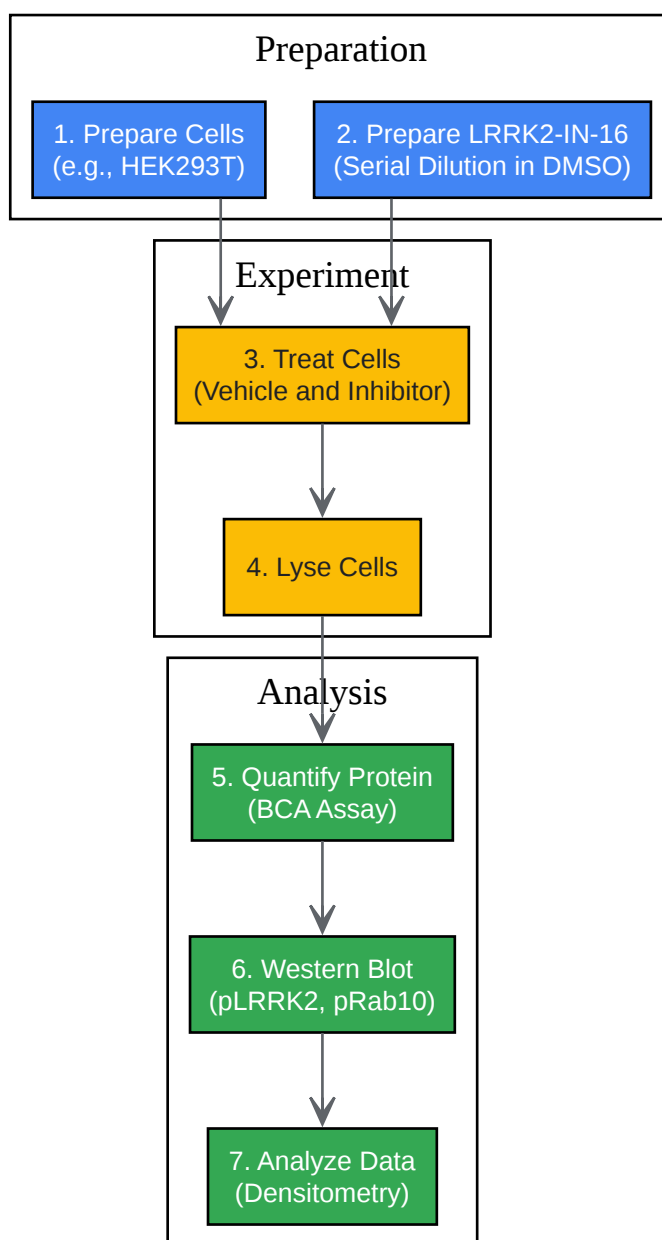 Preparation
1. Prepare Cells
(e.g., HEK293T)
2. Prepare LRRK2-IN-16
(Serial Dilution in DMSO)
Experiment
3. Treat Cells
(Vehicle and Inhibitor)
4. Lyse Cells
Analysis
5. Quantify Protein
(BCA Assay)
6. Western Blot
(pLRRK2, pRab10)
7. Analyze Data
(Densitometry)